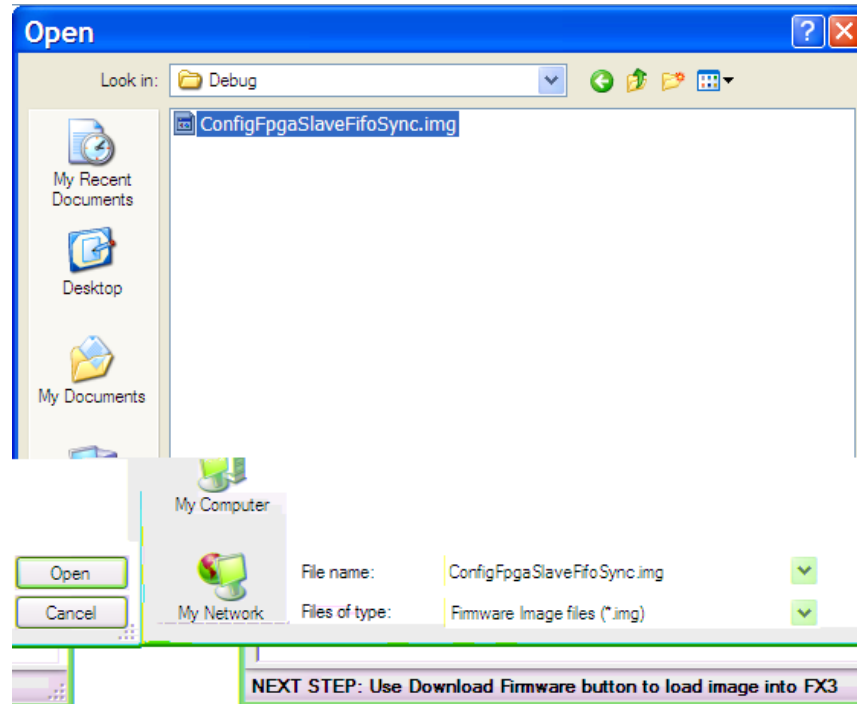 Open
Look in: Debug
ConfigFpgaSlaveFifoSync.img
My Recent
Documents
Desktop
My Documents
My Computer
Open
File name: ConfigFpgaSlaveFifoSync.img
Cancel
My Network
Files of type: Firmware Image files (*.img)
NEXT STEP: Use Download Firmware button to load image into FX3